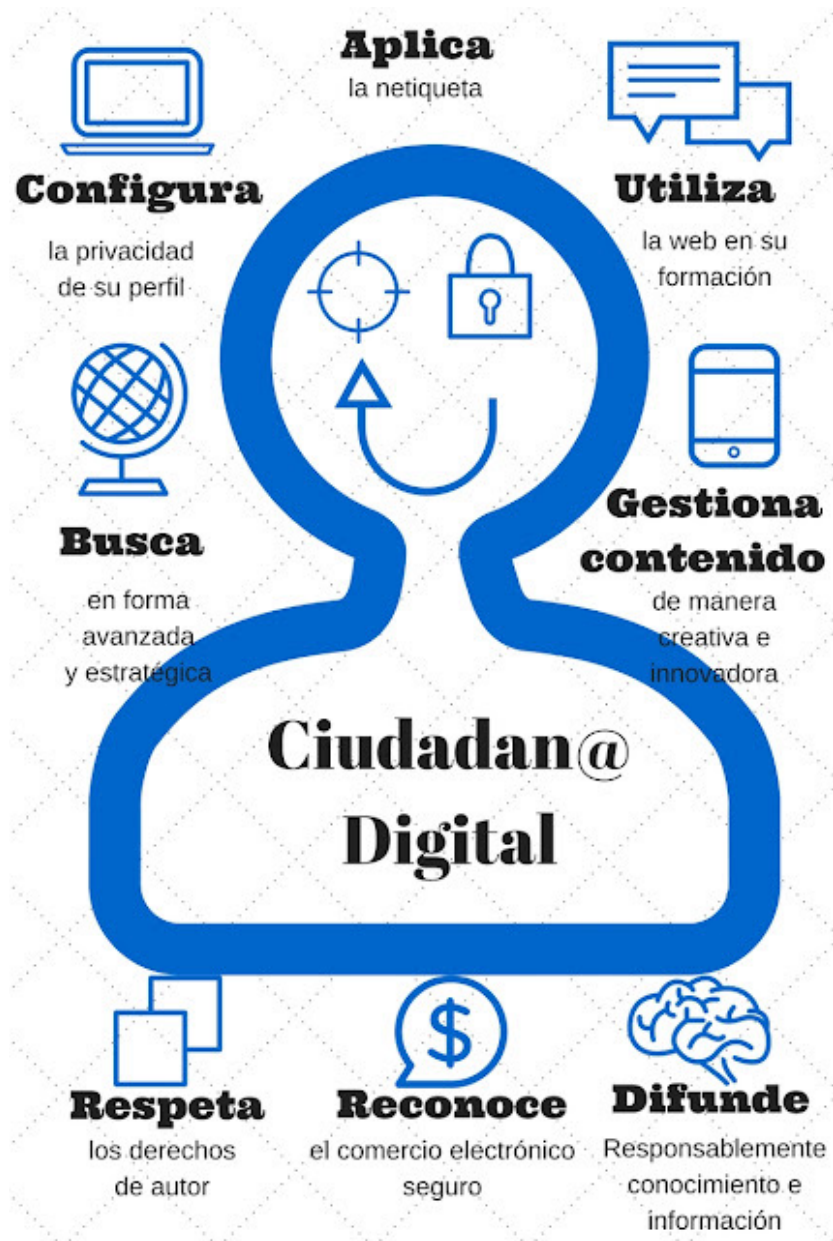 Aplica
la netiqueta
Configura
la privacidad
de su perfil
Utiliza
la web en su
formación
Busca
en forma
avanzada
y estratégica
Gestiona
contenido
de manera
creativa e
innovadora
Ciudadan@
Digital
Respeta
los derechos
de autor
Reconoce
el comercio electrónico
seguro
Difunde
Responsablemente
conocimiento e
información